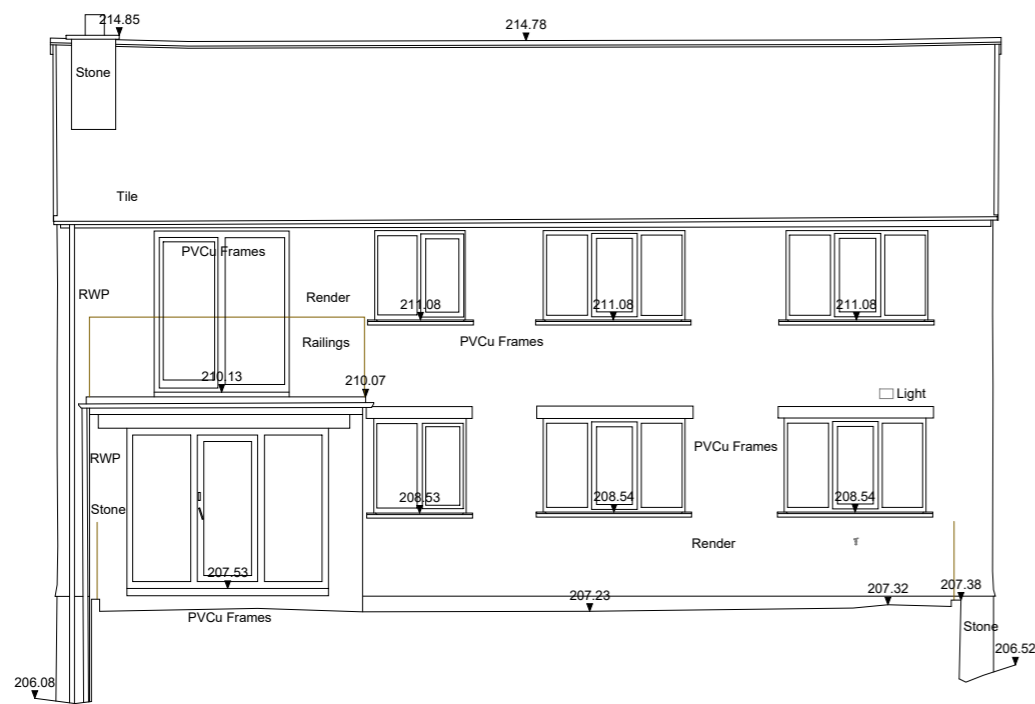 214.85
214.78
Stone
Tile
PVCu Frames
RWP
Render
211.08
211.08
211.08
Railings
PVCu Frames
210.13
210.07
Light
PVCu Frames
RWP
208.53
208.54
208.54
Stone
Render
207.53
207.23
207.32
207.38
PVCu Frames
Stone
206.52
206.08